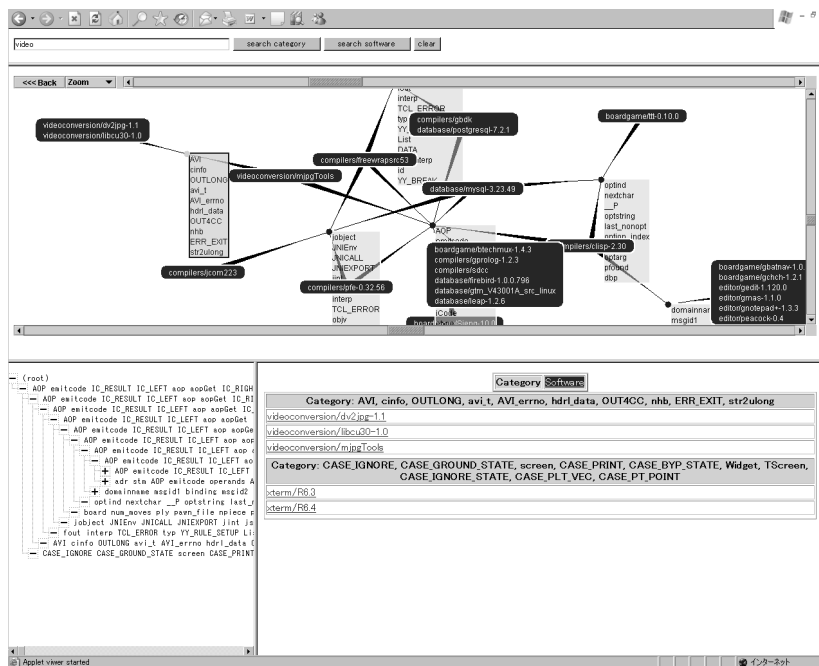 video
search category
search software
clear
<<< Back
Zoom
interp
TCL_ERROR
typ
YY_
List
DATA
interp
id
YY_BREAK
compilers/gbdk
database/postgresql-7.2.1
boardgame/ttt-0.10.0
videoconversion/dv2jpg-1.1
videoconversion/libcu30-1.0
compilers/freewrapsrc53
AVI
cinfo
OUTLONG
avi_t
AVI_errno
hdrl_data
OUT4CC
nhb
ERR_EXIT
str2ulong
videoconversion/mjpgTools
database/mysql-3.23.49
optind
nextchar
__P
optstring
last_nonopt
option_index
optarg
pfound
dbp
jobject
JNIEnv
JNICALL
JNIEXPORT
AOP
compilers/jcom223
compilers/pfe-0.32.56
interp
TCL_ERROR
objv
boardgame/btechmux-1.4.3
compilers/gprolog-1.2.3
compilers/sdcc
database/firebird-1.0.0.796
database/gtm_V43001A_src_linux
database/leap-1.2.6
mpilers/clisp-2.30
iCode
boardgame/gbatnav-1.0.
boardgame/gchch-1.2.1
editor/gedit-1.120.0
editor/gmas-1.1.0
editor/gnotepad+-1.3.3
editor/peacock-0.4
domainnar
msgid1
(root)
AOP emitcode IC_RESULT IC_LEFT aop aopGet IC_RIGH
AOP emitcode IC_RESULT IC_LEFT aop aopGet IC_RI
AOP emitcode IC_RESULT IC_LEFT aop aopGet IC_
AOP emitcode IC_RESULT IC_LEFT aop aopGet
AOP emitcode IC_RESULT IC_LEFT aop aopGe
AOP emitcode IC_RESULT IC_LEFT aop aop
AOP emitcode IC_RESULT IC_LEFT aop
AOP emitcode IC_RESULT IC_LEFT ao
AOP emitcode IC_RESULT IC_LEFT
adr stm AOP emitcode operands A
domainname msgid1 binding msgid2
optind nextchar __P optstring last_
board num_moves ply pawn_file npiece p
jobject JNIEnv JNICALL JNIEXPORT jint js
fout interp TCL_ERROR typ YY_RULE_SETUP Li
AVI cinfo OUTLONG avi_t AVI_errno hdrl_data
CASE_IGNORE CASE_GROUND_STATE screen CASE_PRINT
Category Software
Category: AVI, cinfo, OUTLONG, avi_t, AVI_errno, hdrl_data, OUT4CC, nhb, ERR_EXIT, str2ulong
videoconversion/dv2jpg-1.1
videoconversion/libcu30-1.0
videoconversion/mjpgTools
Category: CASE_IGNORE, CASE_GROUND_STATE, screen, CASE_PRINT, CASE_BYP_STATE, Widget, TScreen,
CASE_IGNORE_STATE, CASE_PLT_VEC, CASE_PT_POINT
xterm/R6.3
xterm/R6.4
Applet viwer started
インターネット